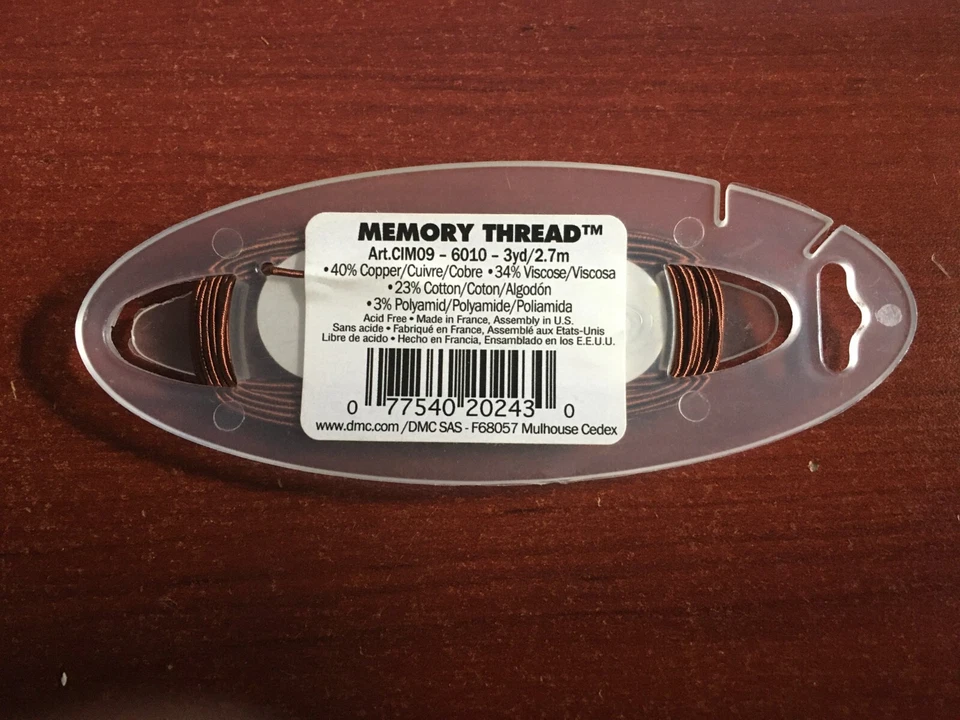 MEMORY THREAD™
Art.CIM09 - 6010 - 3yd/2.7m
•40% Copper/Cuivre/Cobre •34% Viscose/Viscosa
•23% Cotton/Coton/Algodón
•3% Polyamid/Polyamide/Poliamida
Acid Free • Made in France, Assembly in U.S.
Sans acide • Fabriqué en France, Assemblé aux Etats-Unis
Libre de acido • Hecho en Francia, Ensamblado en los E.E.U.U.
0 77540 20243 0
www.dmc.com /DMC SAS - F68057 Mulhouse Cedex